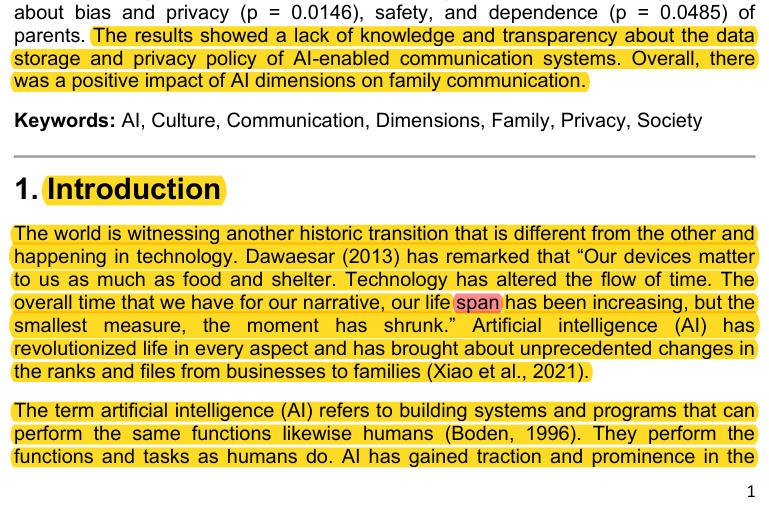 about bias and privacy (p = 0.0146), safety, and dependence (p = 0.0485) of
parents. The results showed a lack of knowledge and transparency about the data
storage and privacy policy of AI-enabled communication systems. Overall, there
was a positive impact of AI dimensions on family communication.
Keywords: AI, Culture, Communication, Dimensions, Family, Privacy, Society
1. Introduction
The world is witnessing another historic transition that is different from the other and
happening in technology. Dawaesar (2013) has remarked that “Our devices matter
to us as much as food and shelter. Technology has altered the flow of time. The
overall time that we have for our narrative, our life span has been increasing, but the
smallest measure, the moment has shrunk.” Artificial intelligence (AI) has
revolutionized life in every aspect and has brought about unprecedented changes in
the ranks and files from businesses to families (Xiao et al., 2021).
The term artificial intelligence (AI) refers to building systems and programs that can
perform the same functions likewise humans (Boden, 1996). They perform the
functions and tasks as humans do. AI has gained traction and prominence in the
1